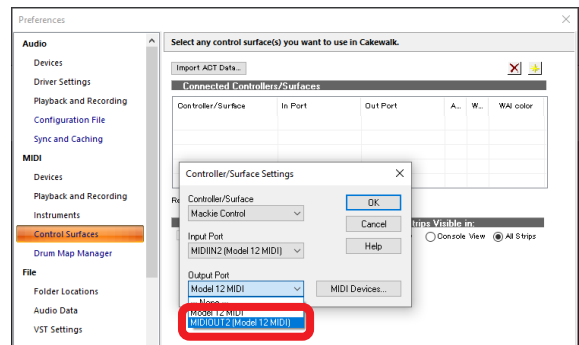 Preferences
Audio
Devices
Driver Settings
Playback and Recording
Configuration File
Sync and Caching
MIDI
Devices
Playback and Recording
Instruments
Control Surfaces
Drum Map Manager
File
Folder Locations
Audio Data
VST Settings
Select any control surface(s) you want to use in Cakewalk.
Import ACT Data...
Connected Controllers/Surfaces
Controller/Surface In Port Out Port A... W... WAI color
Controller/Surface Settings
Controller/Surface
Mackie Control
Input Port
MIDIIN2 (Model 12 MIDI)
Output Port
Model 12 MIDI
-- None --
Model 12 MIDI
MIDIOUT2 (Model 12 MIDI)
OK
Cancel
Help
MIDI Devices...
Strips Visible in:
Console View All Strips